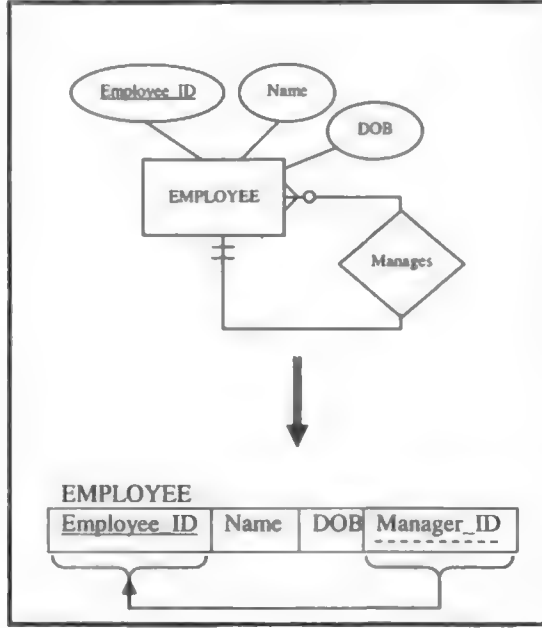 Employee_ID
Name
DOB
EMPLOYEE
Manages
EMPLOYEE
Employee_ID Name DOB Manager_ID